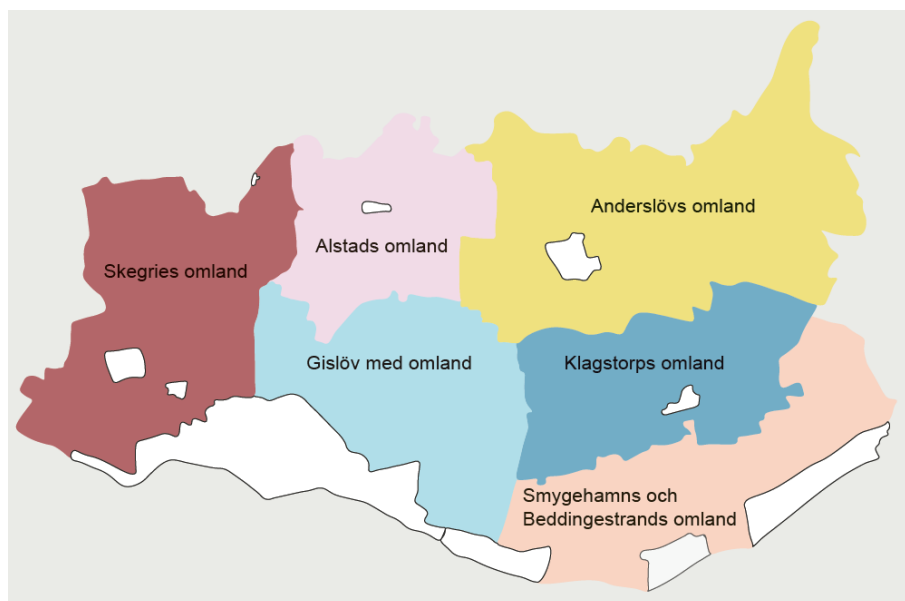 Anderslövs omland
Alstads omland
Skegries omland
Gislöv med omland
Klagstorps omland
Smygehamns och
Beddingestrands omland